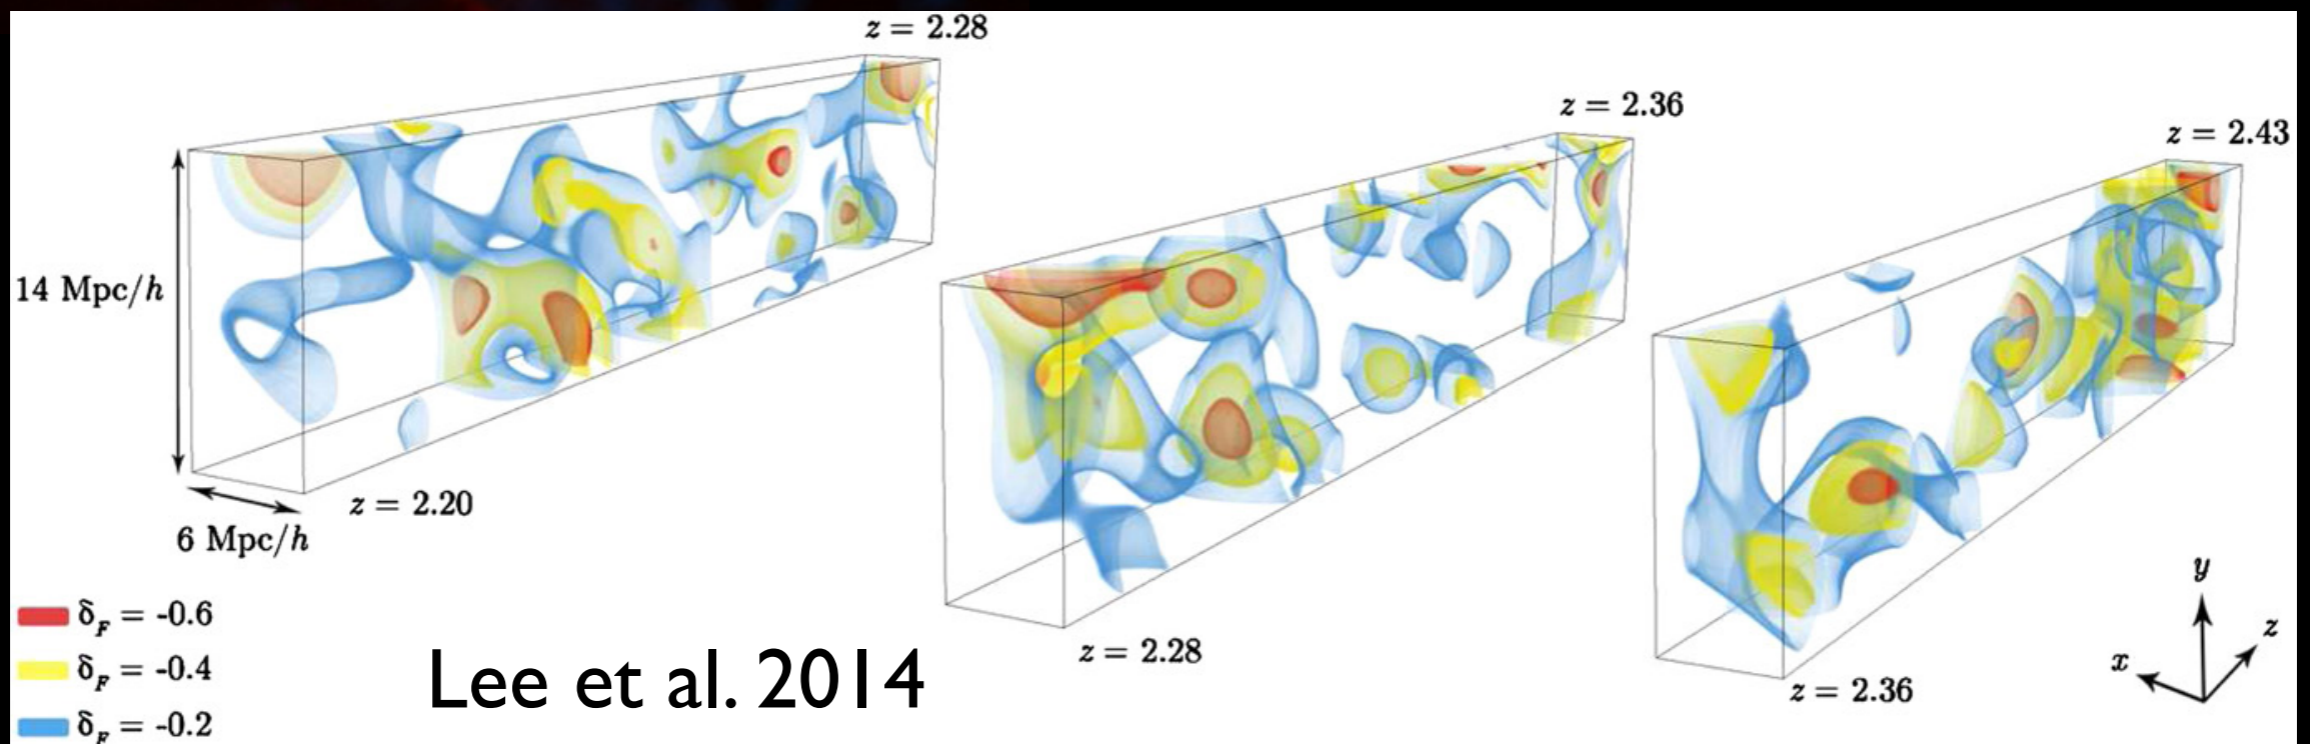 z = 2.28
z = 2.36
z = 2.43
14 Mpc/h
z = 2.20
6 Mpc/h
δF = -0.6
δF = -0.4
δF = -0.2
Lee et al. 2014
z = 2.28
z = 2.36
y
z
x